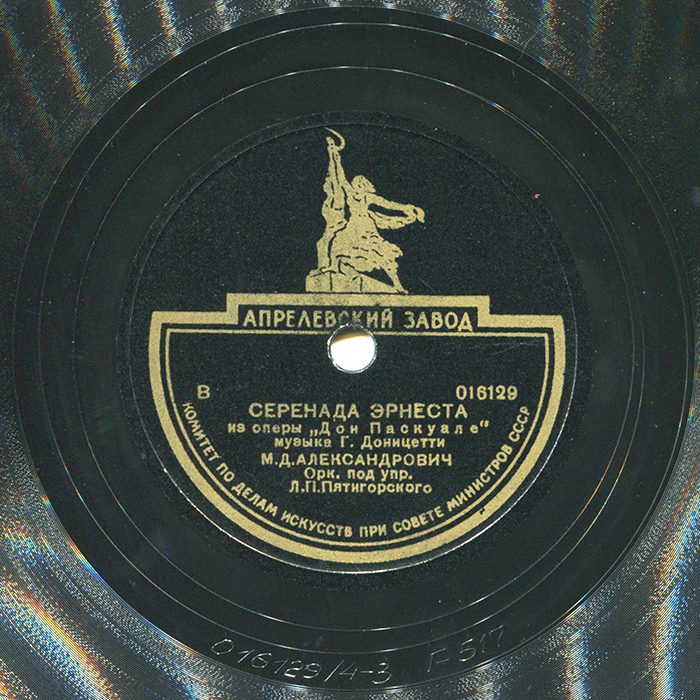 АПРЕЛЕВСКИЙ ЗАВОД
В 016129
СЕРЕНАДА ЭРНЕСТА
из оперы „Дон Паскуале"
музыка Г. Доницетти
М.Д.АЛЕКСАНДРОВИЧ
Орк. под упр.
Л.П.Пятигорского
КОМИТЕТ ПО ДЕЛАМ ИСКУССТВ ПРИ СОВЕТЕ МИНИСТРОВ СССР
016129/4-3 Г 517